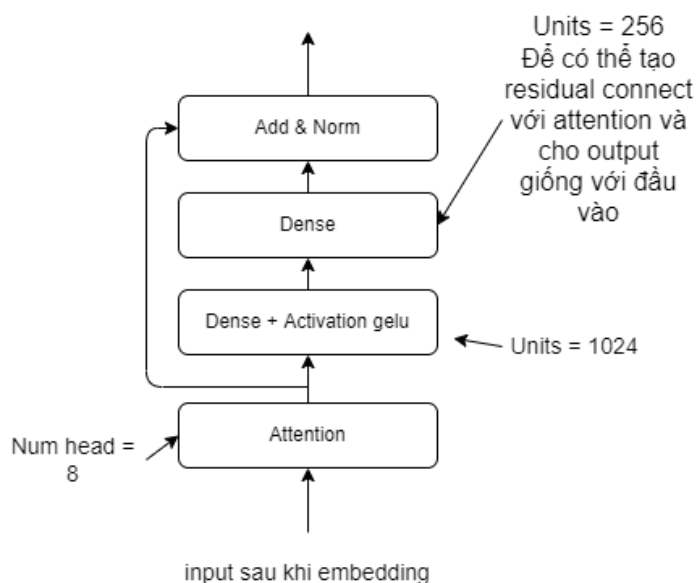 Units = 256
Để có thể tạo
residual connect
với attention và
cho output
giống với đầu
vào
Add & Norm
Dense
Dense + Activation gelu
Units = 1024
Attention
Num head =
8
input sau khi embedding